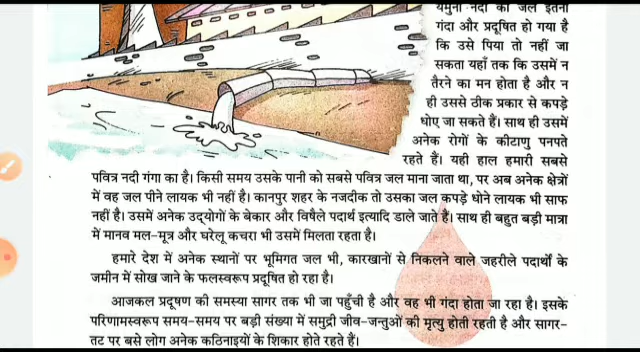 यमुना नदी का जल इतना
गंदा और प्रदूषित हो गया है
कि उसे पिया तो नहीं जा
सकता यहाँ तक कि उसमें न
तैरने का मन होता है और न
ही उससे ठीक प्रकार से कपड़े
धोए जा सकते हैं। साथ ही उसमें
अनेक रोगों के कीटाणु पनपते
रहते हैं। यही हाल हमारी सबसे
पवित्र नदी गंगा का है। किसी समय उसके पानी को सबसे पवित्र जल माना जाता था, पर अब अनेक क्षेत्रों
में वह जल पीने लायक भी नहीं है। कानपुर शहर के नजदीक तो उसका जल कपड़े धोने लायक भी साफ
नहीं है। उसमें अनेक उद्योगों के बेकार और विषैले पदार्थ इत्यादि डाले जाते हैं। साथ ही बहुत बड़ी मात्रा
में मानव मल-मूत्र और घरेलू कचरा भी उसमें मिलता रहता है।
हमारे देश में अनेक स्थानों पर भूमिगत जल भी, कारखानों से निकलने वाले जहरीले पदार्थों के
जमीन में सोख जाने के फलस्वरूप प्रदूषित हो रहा है।
आजकल प्रदूषण की समस्या सागर तक भी जा पहुँची है और वह भी गंदा होता जा रहा है। इसके
परिणामस्वरूप समय-समय पर बड़ी संख्या में समुद्री जीव-जन्तुओं की मृत्यु होती रहती है और सागर-
तट पर बसे लोग अनेक कठिनाइयों के शिकार होते रहते हैं।